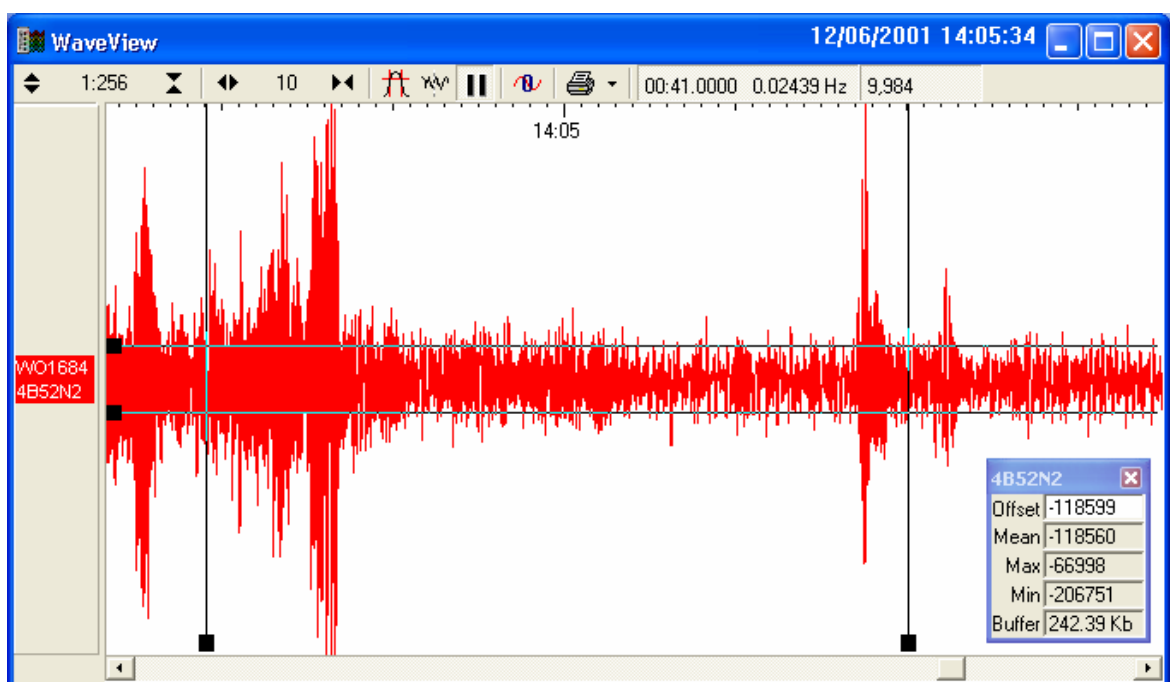 WaveView 12/06/2001 14:05:34
1:256 10 00:41.0000 0.02439 Hz 9,984
14:05
WO1684
4B52N2
4B52N2
Offset -118599
Mean -118560
Max -66998
Min -206751
Buffer 242.39 Kb